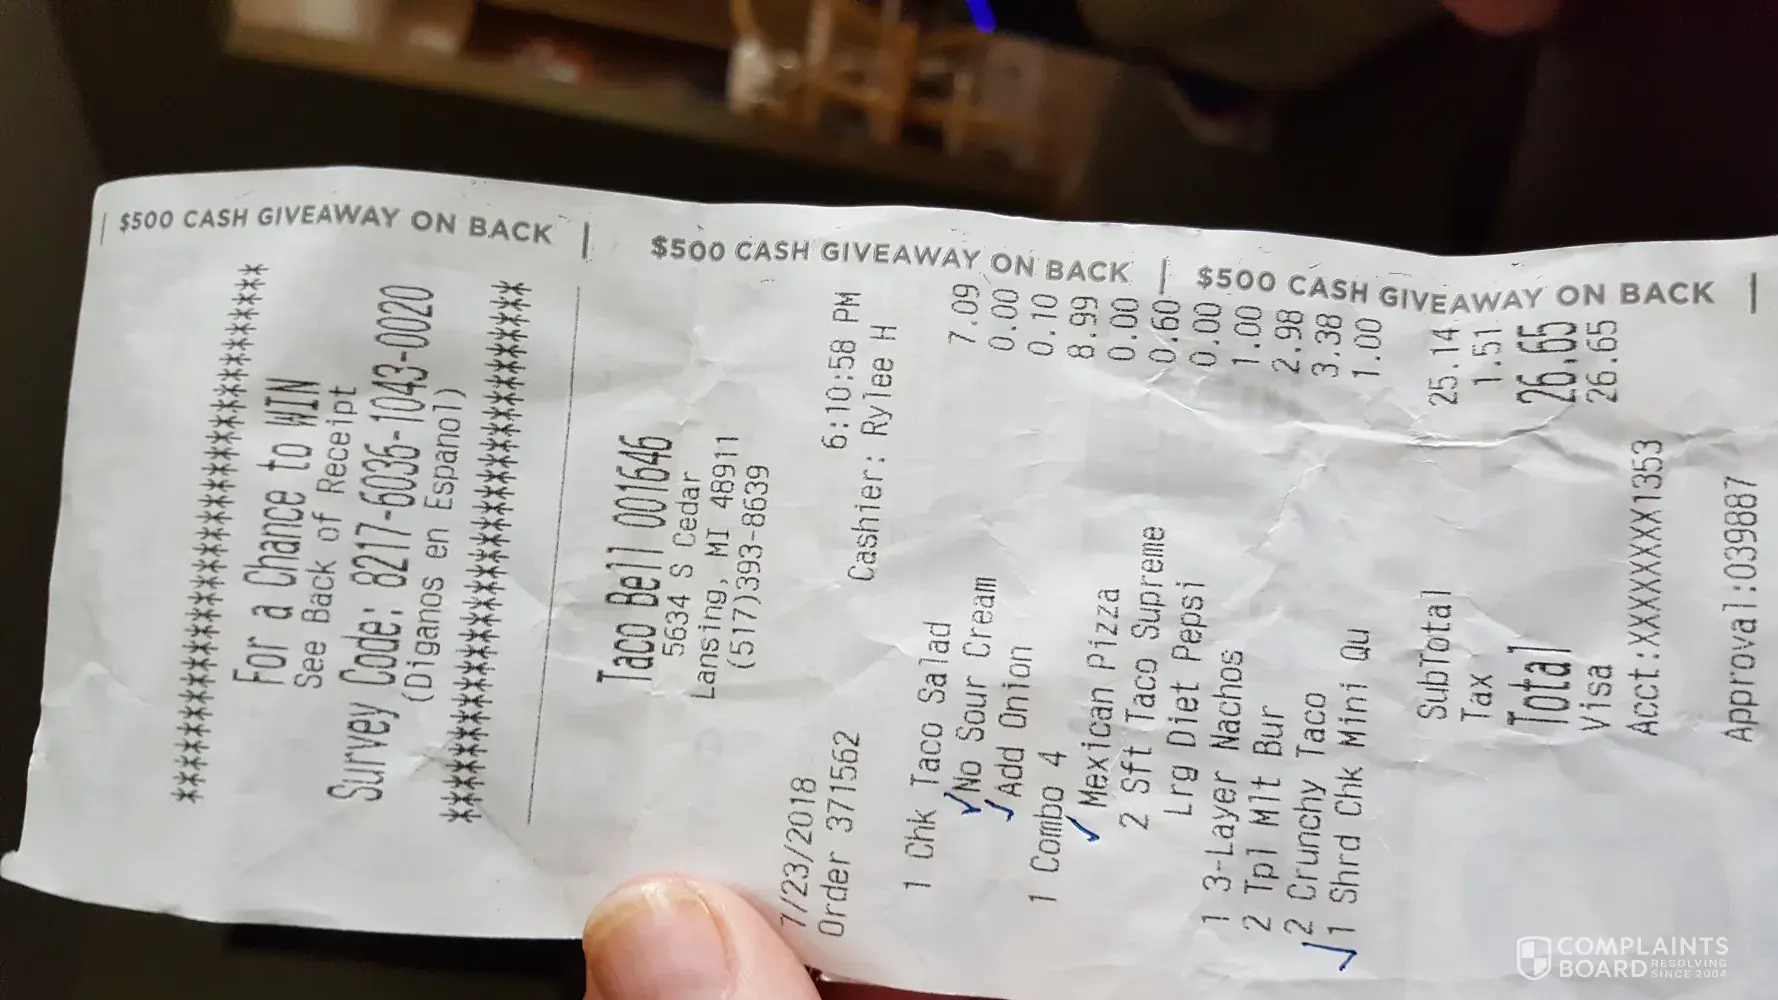 $500 CASH GIVEAWAY ON BACK | $500 CASH GIVEAWAY ON BACK | $500 CASH GIVEAWAY ON BACK |
For a Chance to WIN
See Back of Receipt
Survey Code: 8217-6036-1043-0020
(Diganos en Espanol)
Taco Bell 001646
5634 S Cedar
Lansing, MI 48911
(517)393-8639
7/23/2018 6:10:58 PM
Order 371562 Cashier: Rylee H
1 Chk Taco Salad 7.09
No Sour Cream 0.00
Add Onion 0.10
1 Combo 4 8.99
Mexican Pizza 0.00
2 Sft Taco Supreme 0.60
Lrg Diet Pepsi 0.00
1 3-Layer Nachos 1.00
2 Tpl Mlt Bur 2.98
2 Crunchy Taco 3.38
1 Shrd Chk Mini Qu 1.00
SubTotal 25.14
Tax 1.51
Total 26.65
Visa 26.65
Acct:XXXXXXXX1353
Approval:039887
COMPLAINTS
BOARD RESOLVING SINCE 2004